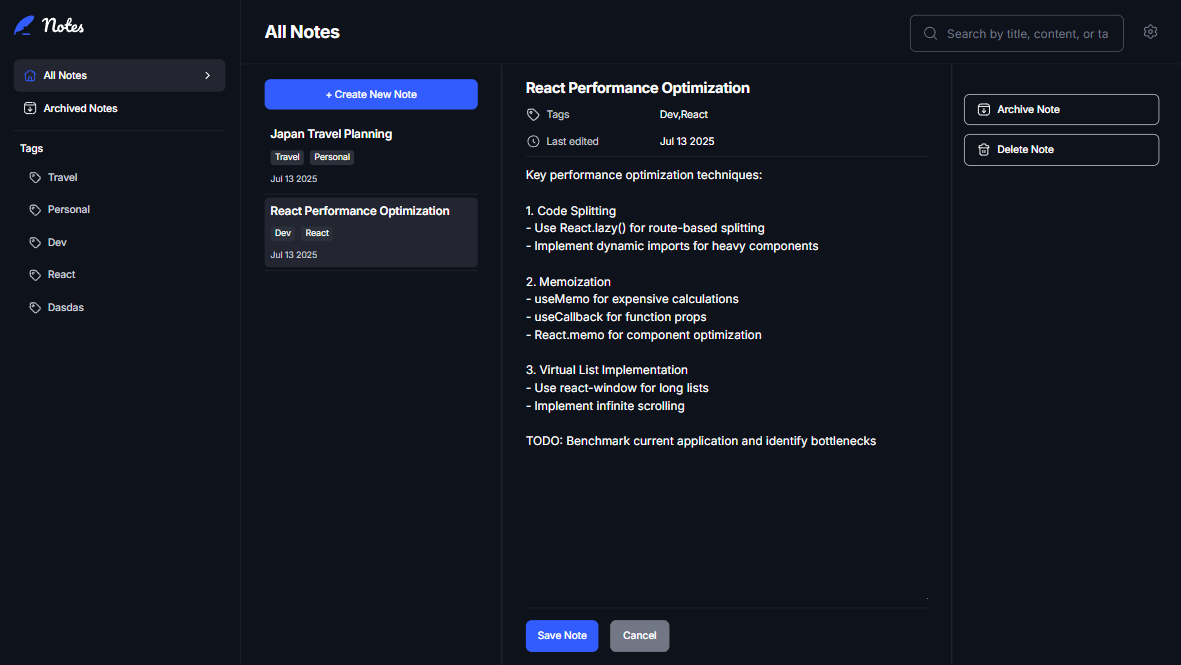 Notes
All Notes
Archived Notes
Tags
Travel
Personal
Dev
React
Dasdas
All Notes
Search by title, content, or ta
+ Create New Note
Japan Travel Planning
Travel Personal
Jul 13 2025
React Performance Optimization
Dev React
Jul 13 2025
React Performance Optimization
Tags Dev,React
Last edited Jul 13 2025
Key performance optimization techniques:
1. Code Splitting
- Use React.lazy() for route-based splitting
- Implement dynamic imports for heavy components
2. Memoization
- useMemo for expensive calculations
- useCallback for function props
- React.memo for component optimization
3. Virtual List Implementation
- Use react-window for long lists
- Implement infinite scrolling
TODO: Benchmark current application and identify bottlenecks
Save Note Cancel
Archive Note
Delete Note